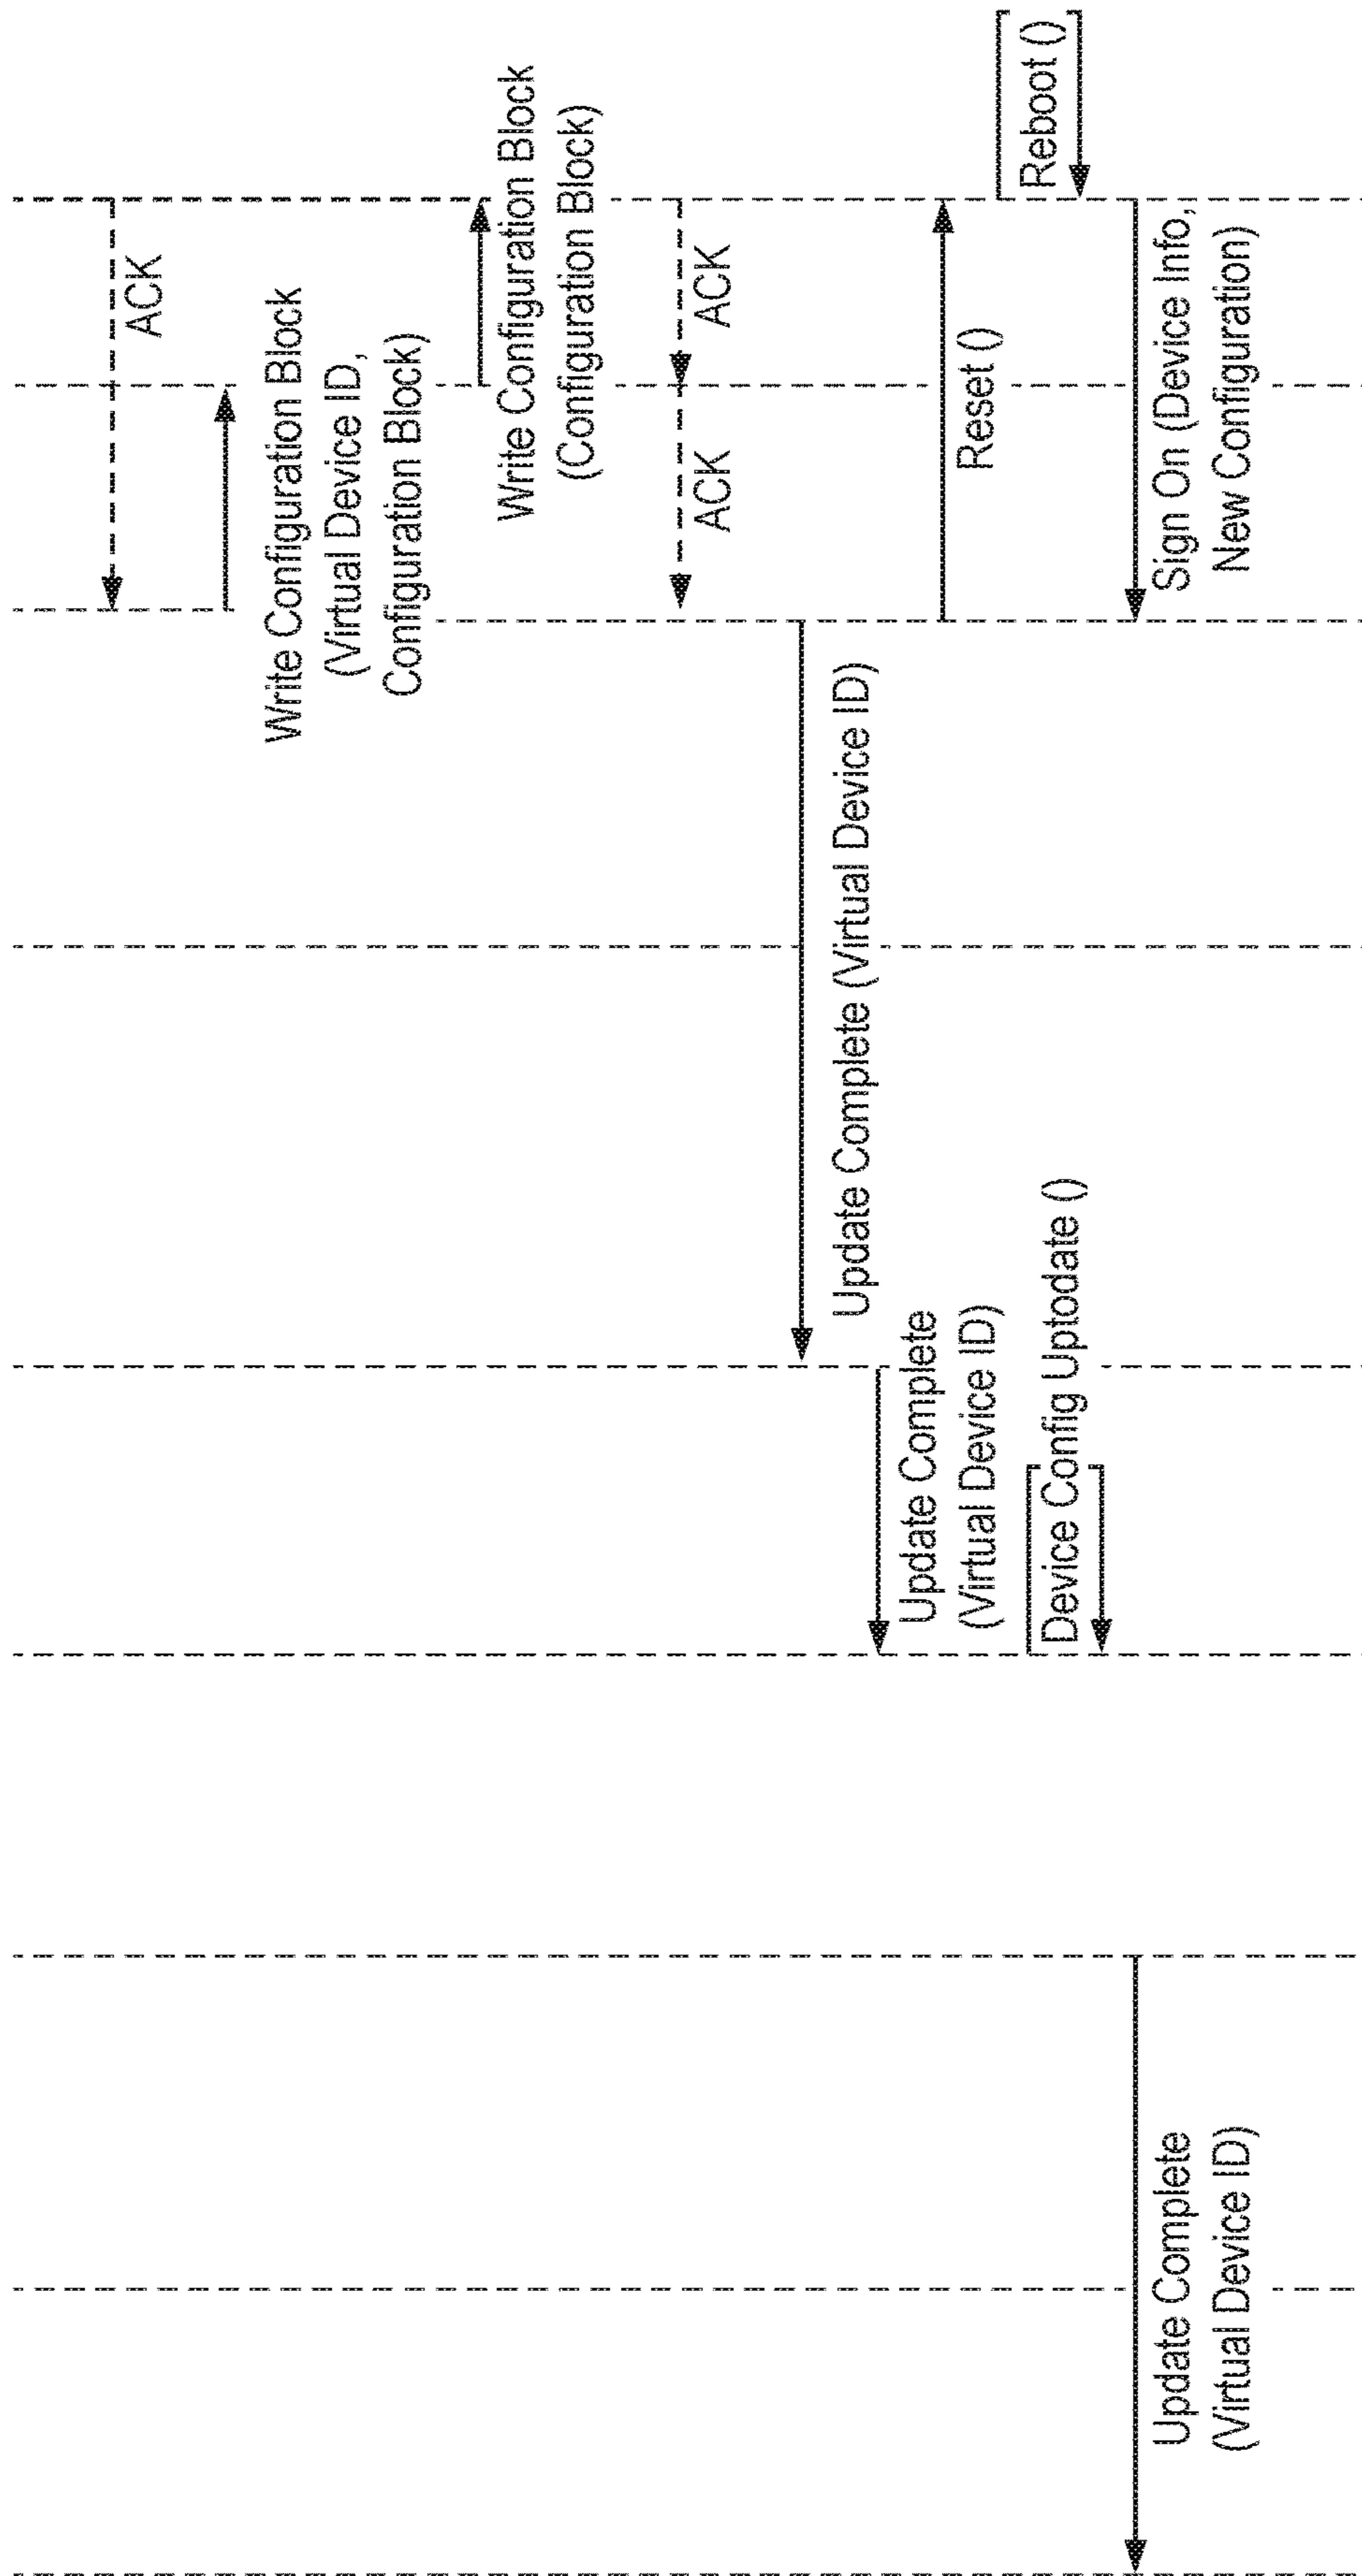 ACK
Write Configuration Block
(Virtual Device ID,
Configuration Block)
Write Configuration Block
(Configuration Block)
ACK
ACK
Update Complete (Virtual Device ID)
Update Complete
(Virtual Device ID)
Reset ()
Reboot ()
Device Config Uptodate ()
Sign On (Device Info,
New Configuration)
Update Complete
(Virtual Device ID)